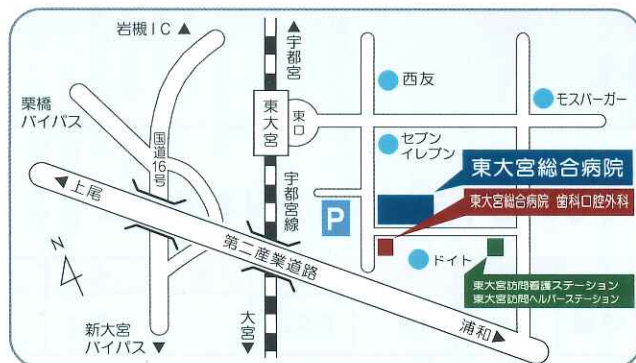 岩槻IC▲
▲宇都宮
栗橋
バイパス
国道16号
東大宮
東口
西友
モスバーガー
セブン
イレブン
宇都宮線
東大宮総合病院
P
東大宮総合病院 歯科口腔外科
◀上尾
第二産業道路
ドイト
東大宮訪問看護ステーション
東大宮訪問ヘルパーステーション
N
新大宮
バイパス▼
大宮▼
浦和▶